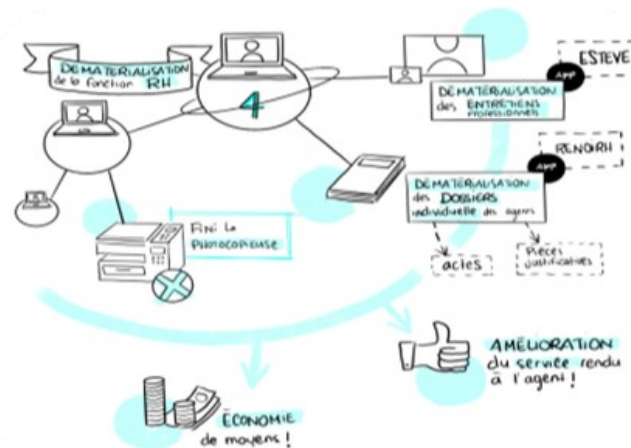 DÉMATÉRIALISATION
de la fonction RH
4
DÉMATÉRIALISATION
des ENTRETIENS
Professionnels
App
ESTEVE
FINI la
PHOTOCOPIEUSE
DÉMATÉRIALISATION
des DOSSIERS
individuelle des agents
App
RENOIRH
actes
Pièces
justificatives
ÉCONOMIE
de moyens !
AMÉLIORATION
du service rendu
à l'agent !